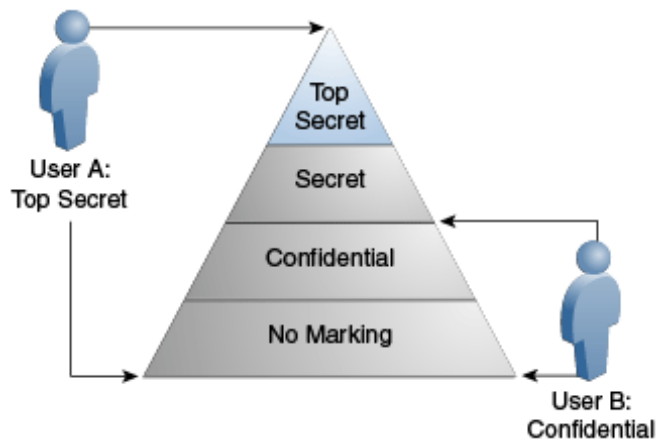 Top
Secret
User A:
Top Secret
Secret
Confidential
No Marking
User B:
Confidential